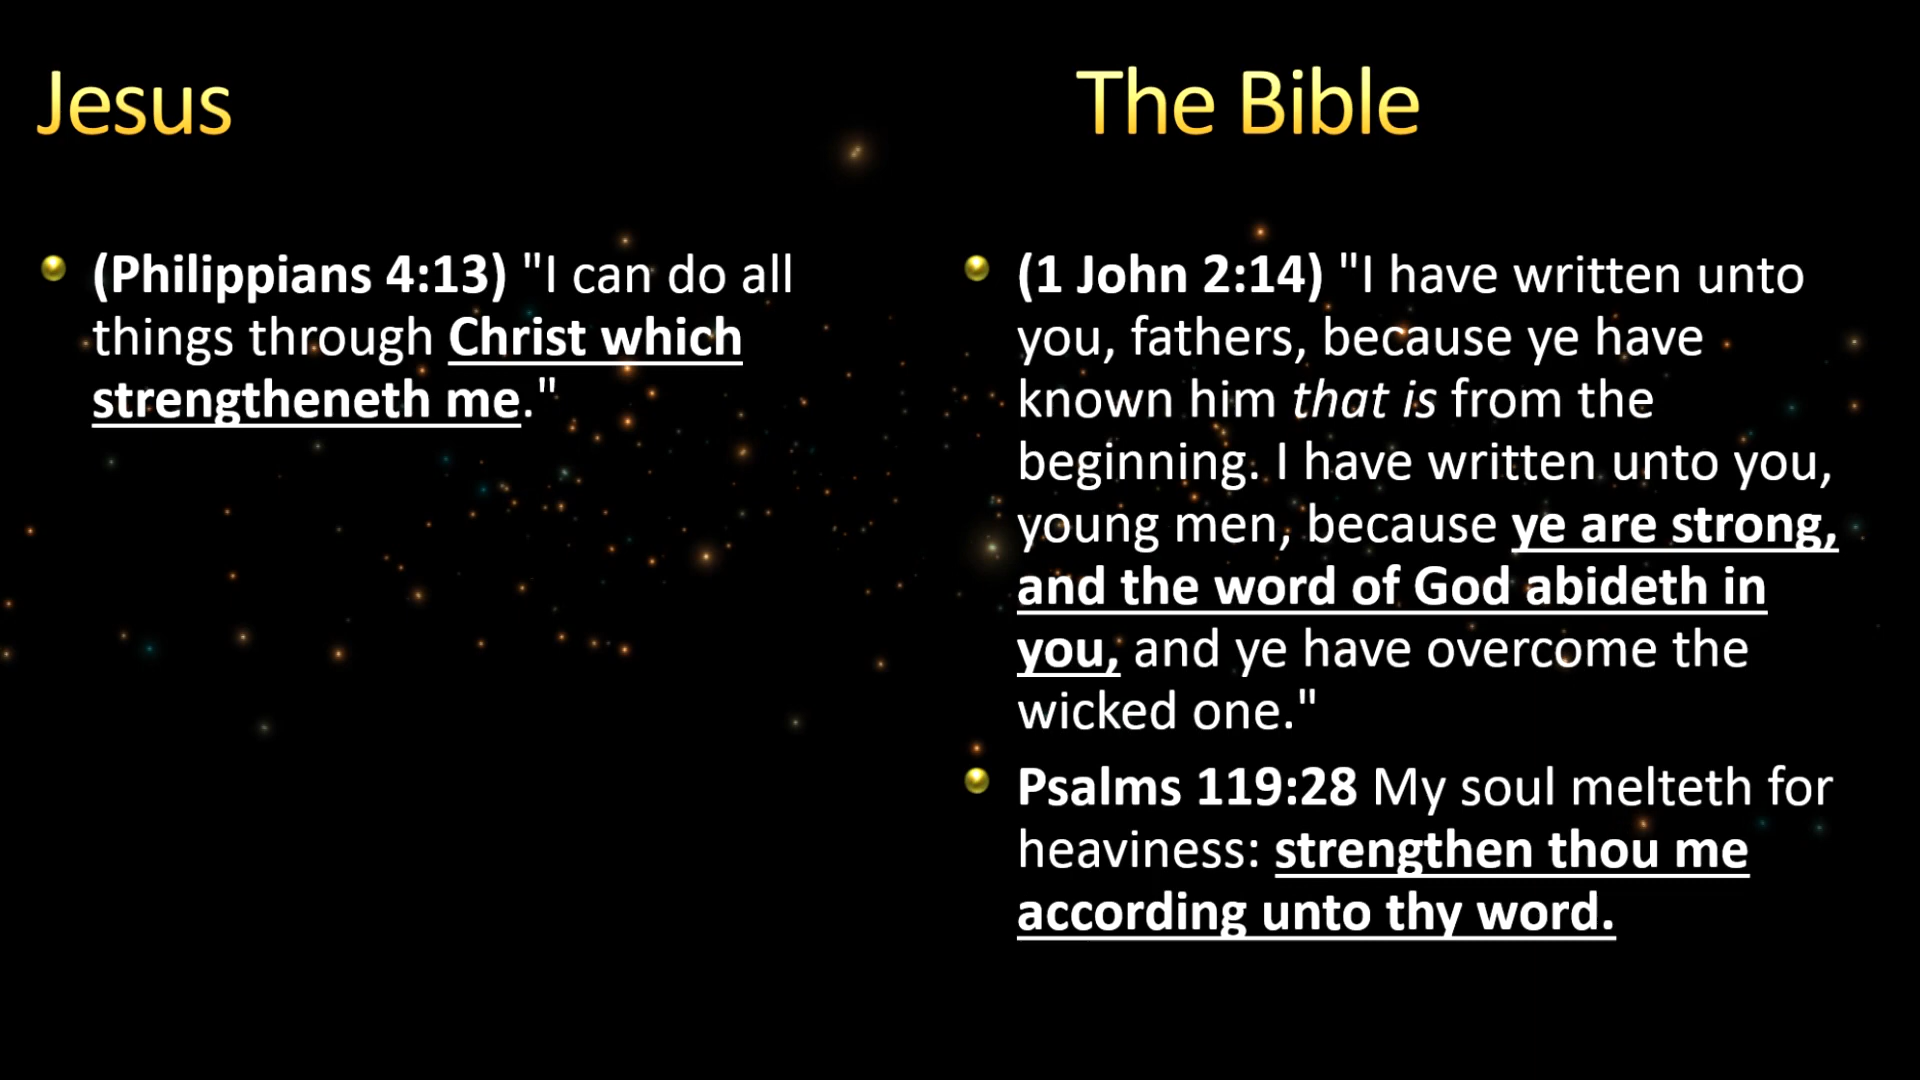 Jesus
(Philippians 4:13) "I can do all
things through Christ which
strengtheneth me."
The Bible
(1 John 2:14) "I have written unto
you, fathers, because ye have
known him that is from the
beginning. I have written unto you,
young men, because ye are strong,
and the word of God abideth in
you, and ye have overcome the
wicked one."
Psalms 119:28 My soul melteth for
heaviness: strengthen thou me
according unto thy word.